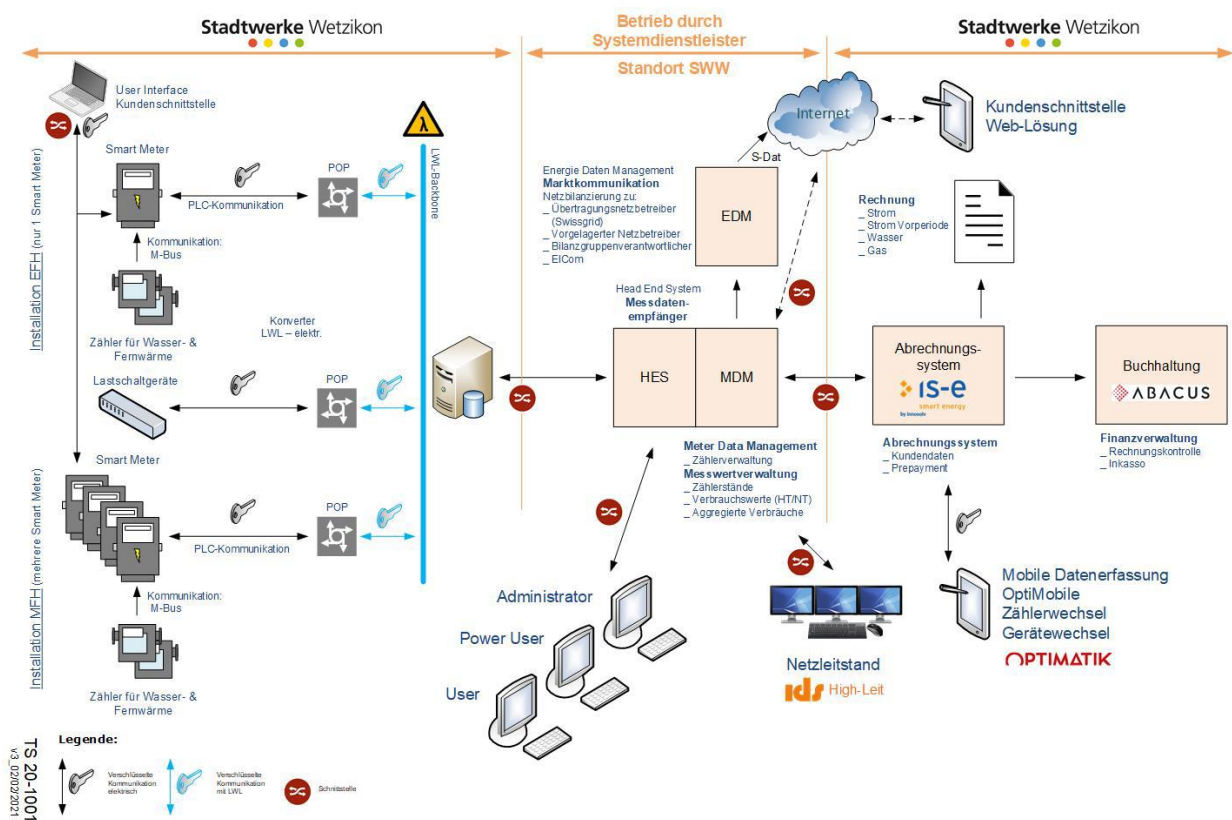 Stadtwerke Wetzikon
Betrieb durch
Systemdienstleister
Standort SWW
Stadtwerke Wetzikon
User Interface
Kundenschnittstelle
Installation EFH (nur 1 Smart Meter)
Smart Meter
PLC-Kommunikation
POP
λ
LWL-Backbone
Kommunikation:
M-Bus
Zähler für Wasser- &
Fernwärme
Konverter
LWL – elektr.
Lastschaltgeräte
POP
Installation MFH (mehrere Smart Meter)
Smart Meter
PLC-Kommunikation
POP
Kommunikation:
M-Bus
Zähler für Wasser- &
Fernwärme
Internet
S-Dat
Energie Daten Management
Marktkommunikation
Netzbilanzierung zu:
_ Übertragungsnetzbetreiber
(Swissgrid)
_ Vorgelagerter Netzbetreiber
_ Bilanzgruppenverantwortlicher
_ ElCom
EDM
Head End System
Messdaten-
empfänger
HES
MDM
Meter Data Management
_ Zählerverwaltung
Messwertverwaltung
_ Zählerstände
_ Verbrauchswerte (HT/NT)
_ Aggregierte Verbräuche
Administrator
Power User
User
Netzleitstand
ids High-Leit
Kundenschnittstelle
Web-Lösung
Rechnung
_ Strom
_ Strom Vorperiode
_ Wasser
_ Gas
Abrechnungs-
system
is-e
smart energy
by innosolv
Abrechnungssystem
_ Kundendaten
_ Prepayment
Buchhaltung
ABACUS
Finanzverwaltung
_ Rechnungskontrolle
_ Inkasso
Mobile Datenerfassung
OptiMobile
Zählerwechsel
Gerätewechsel
OPTIMATIK
Legende:
Verschlüsselte
Kommunikation
elektrisch
Verschlüsselte
Kommunikation
mit LWL
Schnittstelle
TS 20-1001
v3_02/02/2021